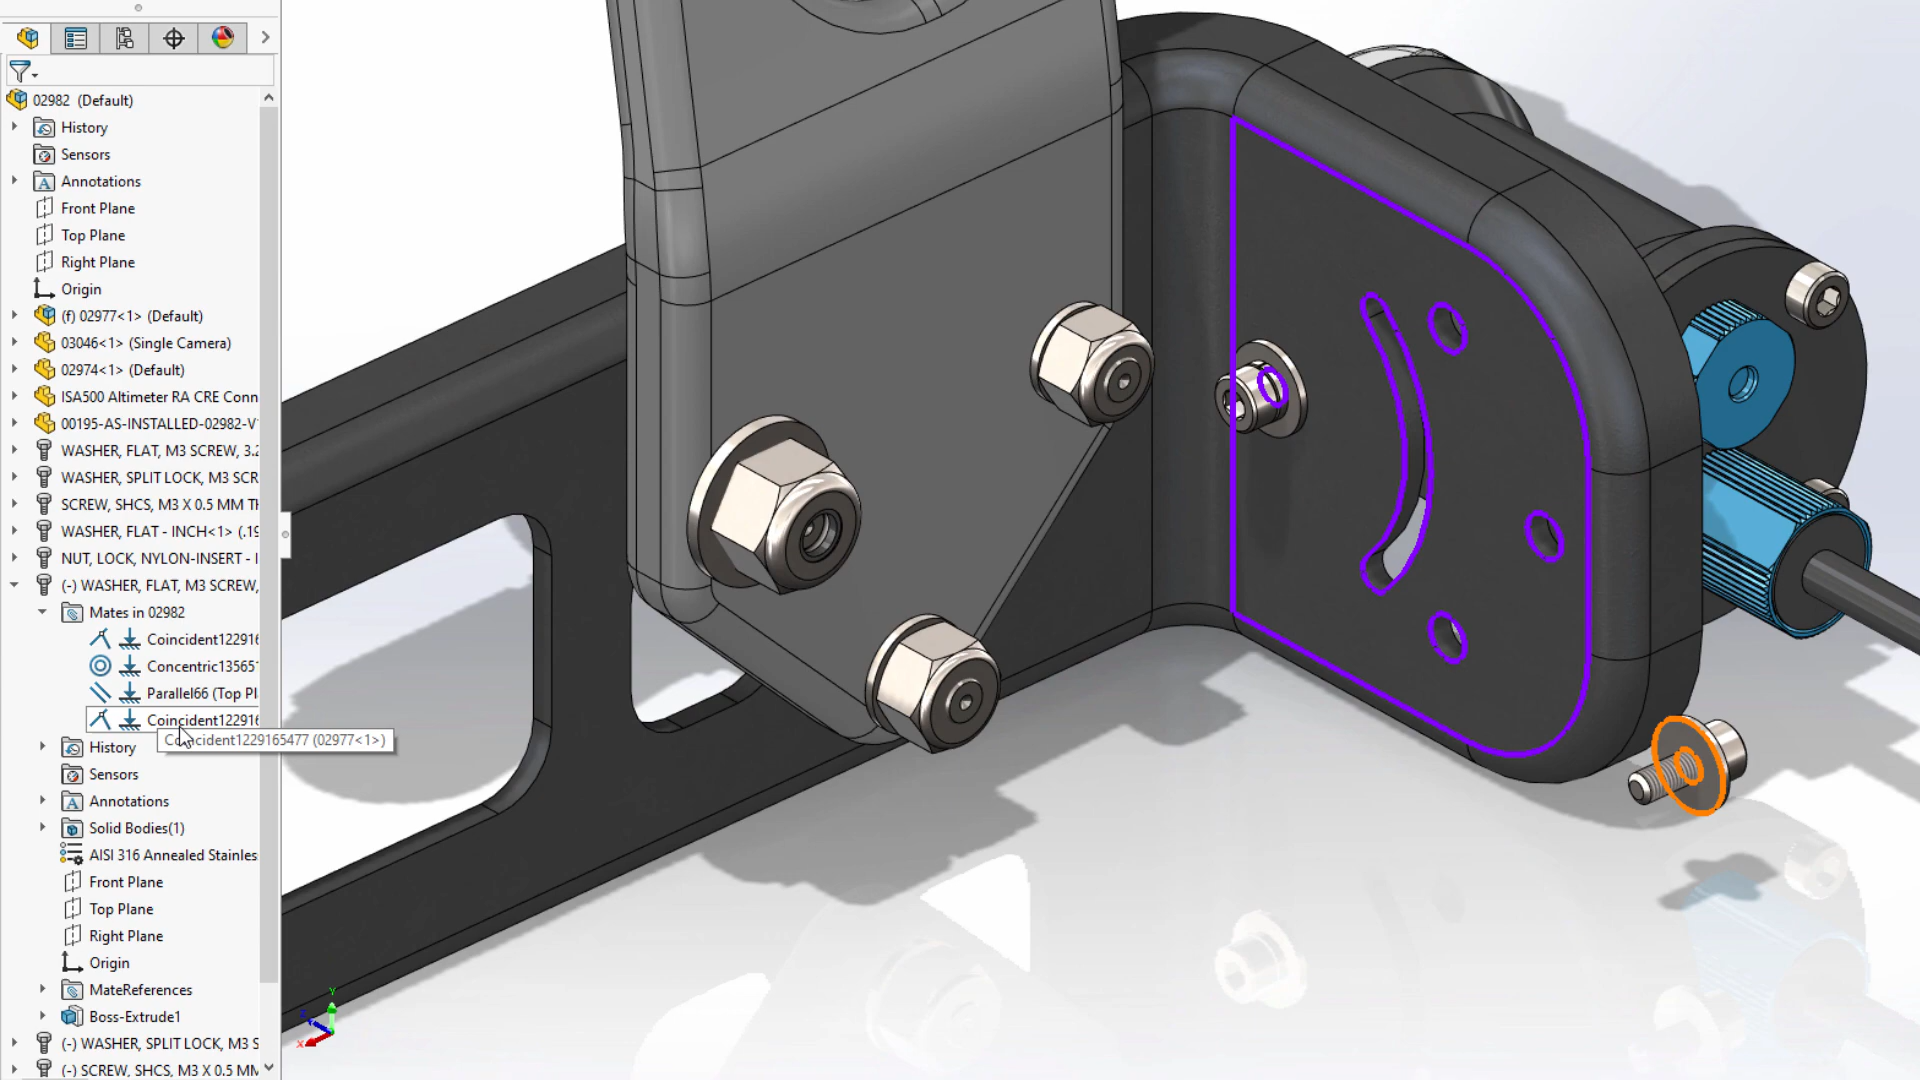 02982 (Default)
History
Sensors
Annotations
Front Plane
Top Plane
Right Plane
Origin
(f) 02977<1> (Default)
03046<1> (Single Camera)
02974<1> (Default)
ISA500 Altimeter RA CRE Conn
00195-AS-INSTALLED-02982-V
WASHER, FLAT, M3 SCREW, 3.2
WASHER, SPLIT LOCK, M3 SCR
SCREW, SHCS, M3 X 0.5 MM TH
WASHER, FLAT - INCH<1> (.19
NUT, LOCK, NYLON-INSERT - I
(-) WASHER, FLAT, M3 SCREW,
Mates in 02982
Coincident122916
Concentric135651
Parallel66 (Top Pl
Coincident122916
Coincident1229165477 (02977<1>)
History
Sensors
Annotations
Solid Bodies(1)
AISI 316 Annealed Stainles
Front Plane
Top Plane
Right Plane
Origin
MateReferences
Boss-Extrude1
(-) WASHER, SPLIT LOCK, M3 S
(-) SCREW, SHCS, M3 X 0.5 MM
Y
Z
X